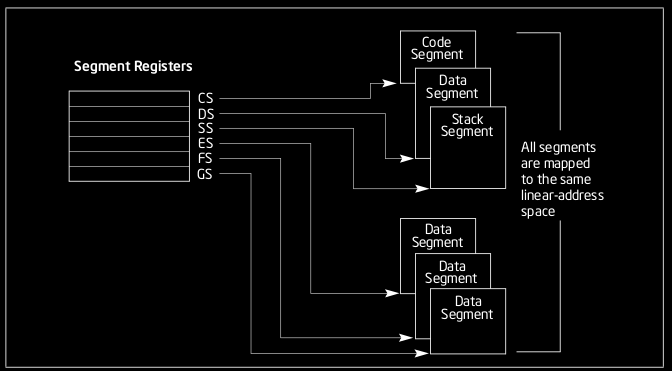 Segment Registers
CS
DS
SS
ES
FS
GS
Code
Segment
Data
Segment
Stack
Segment
Data
Segment
Data
Segment
Data
Segment
All segments
are mapped
to the same
linear-address
space